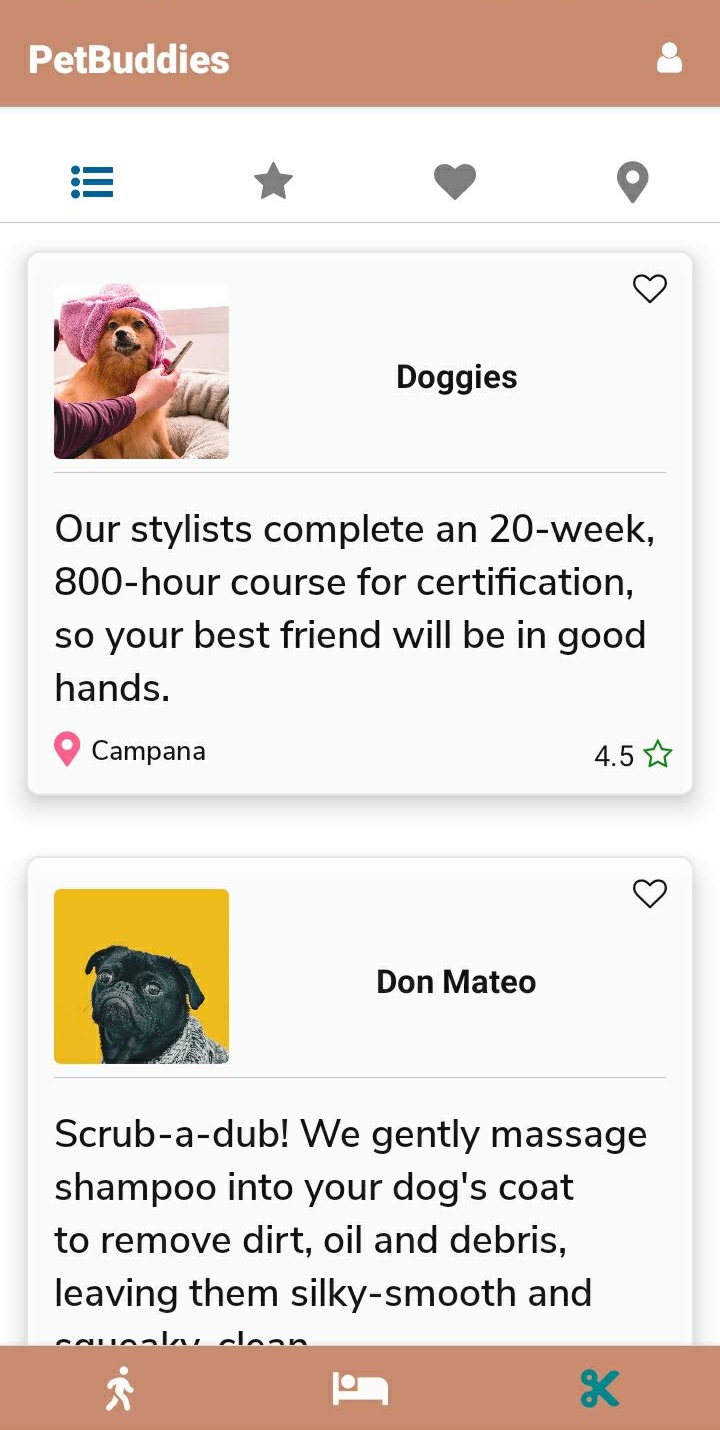 PetBuddies
Doggies
Our stylists complete an 20-week,
800-hour course for certification,
so your best friend will be in good
hands.
Campana
4.5
Don Mateo
Scrub-a-dub! We gently massage
shampoo into your dog's coat
to remove dirt, oil and debris,
leaving them silky-smooth and
squeaky-clean